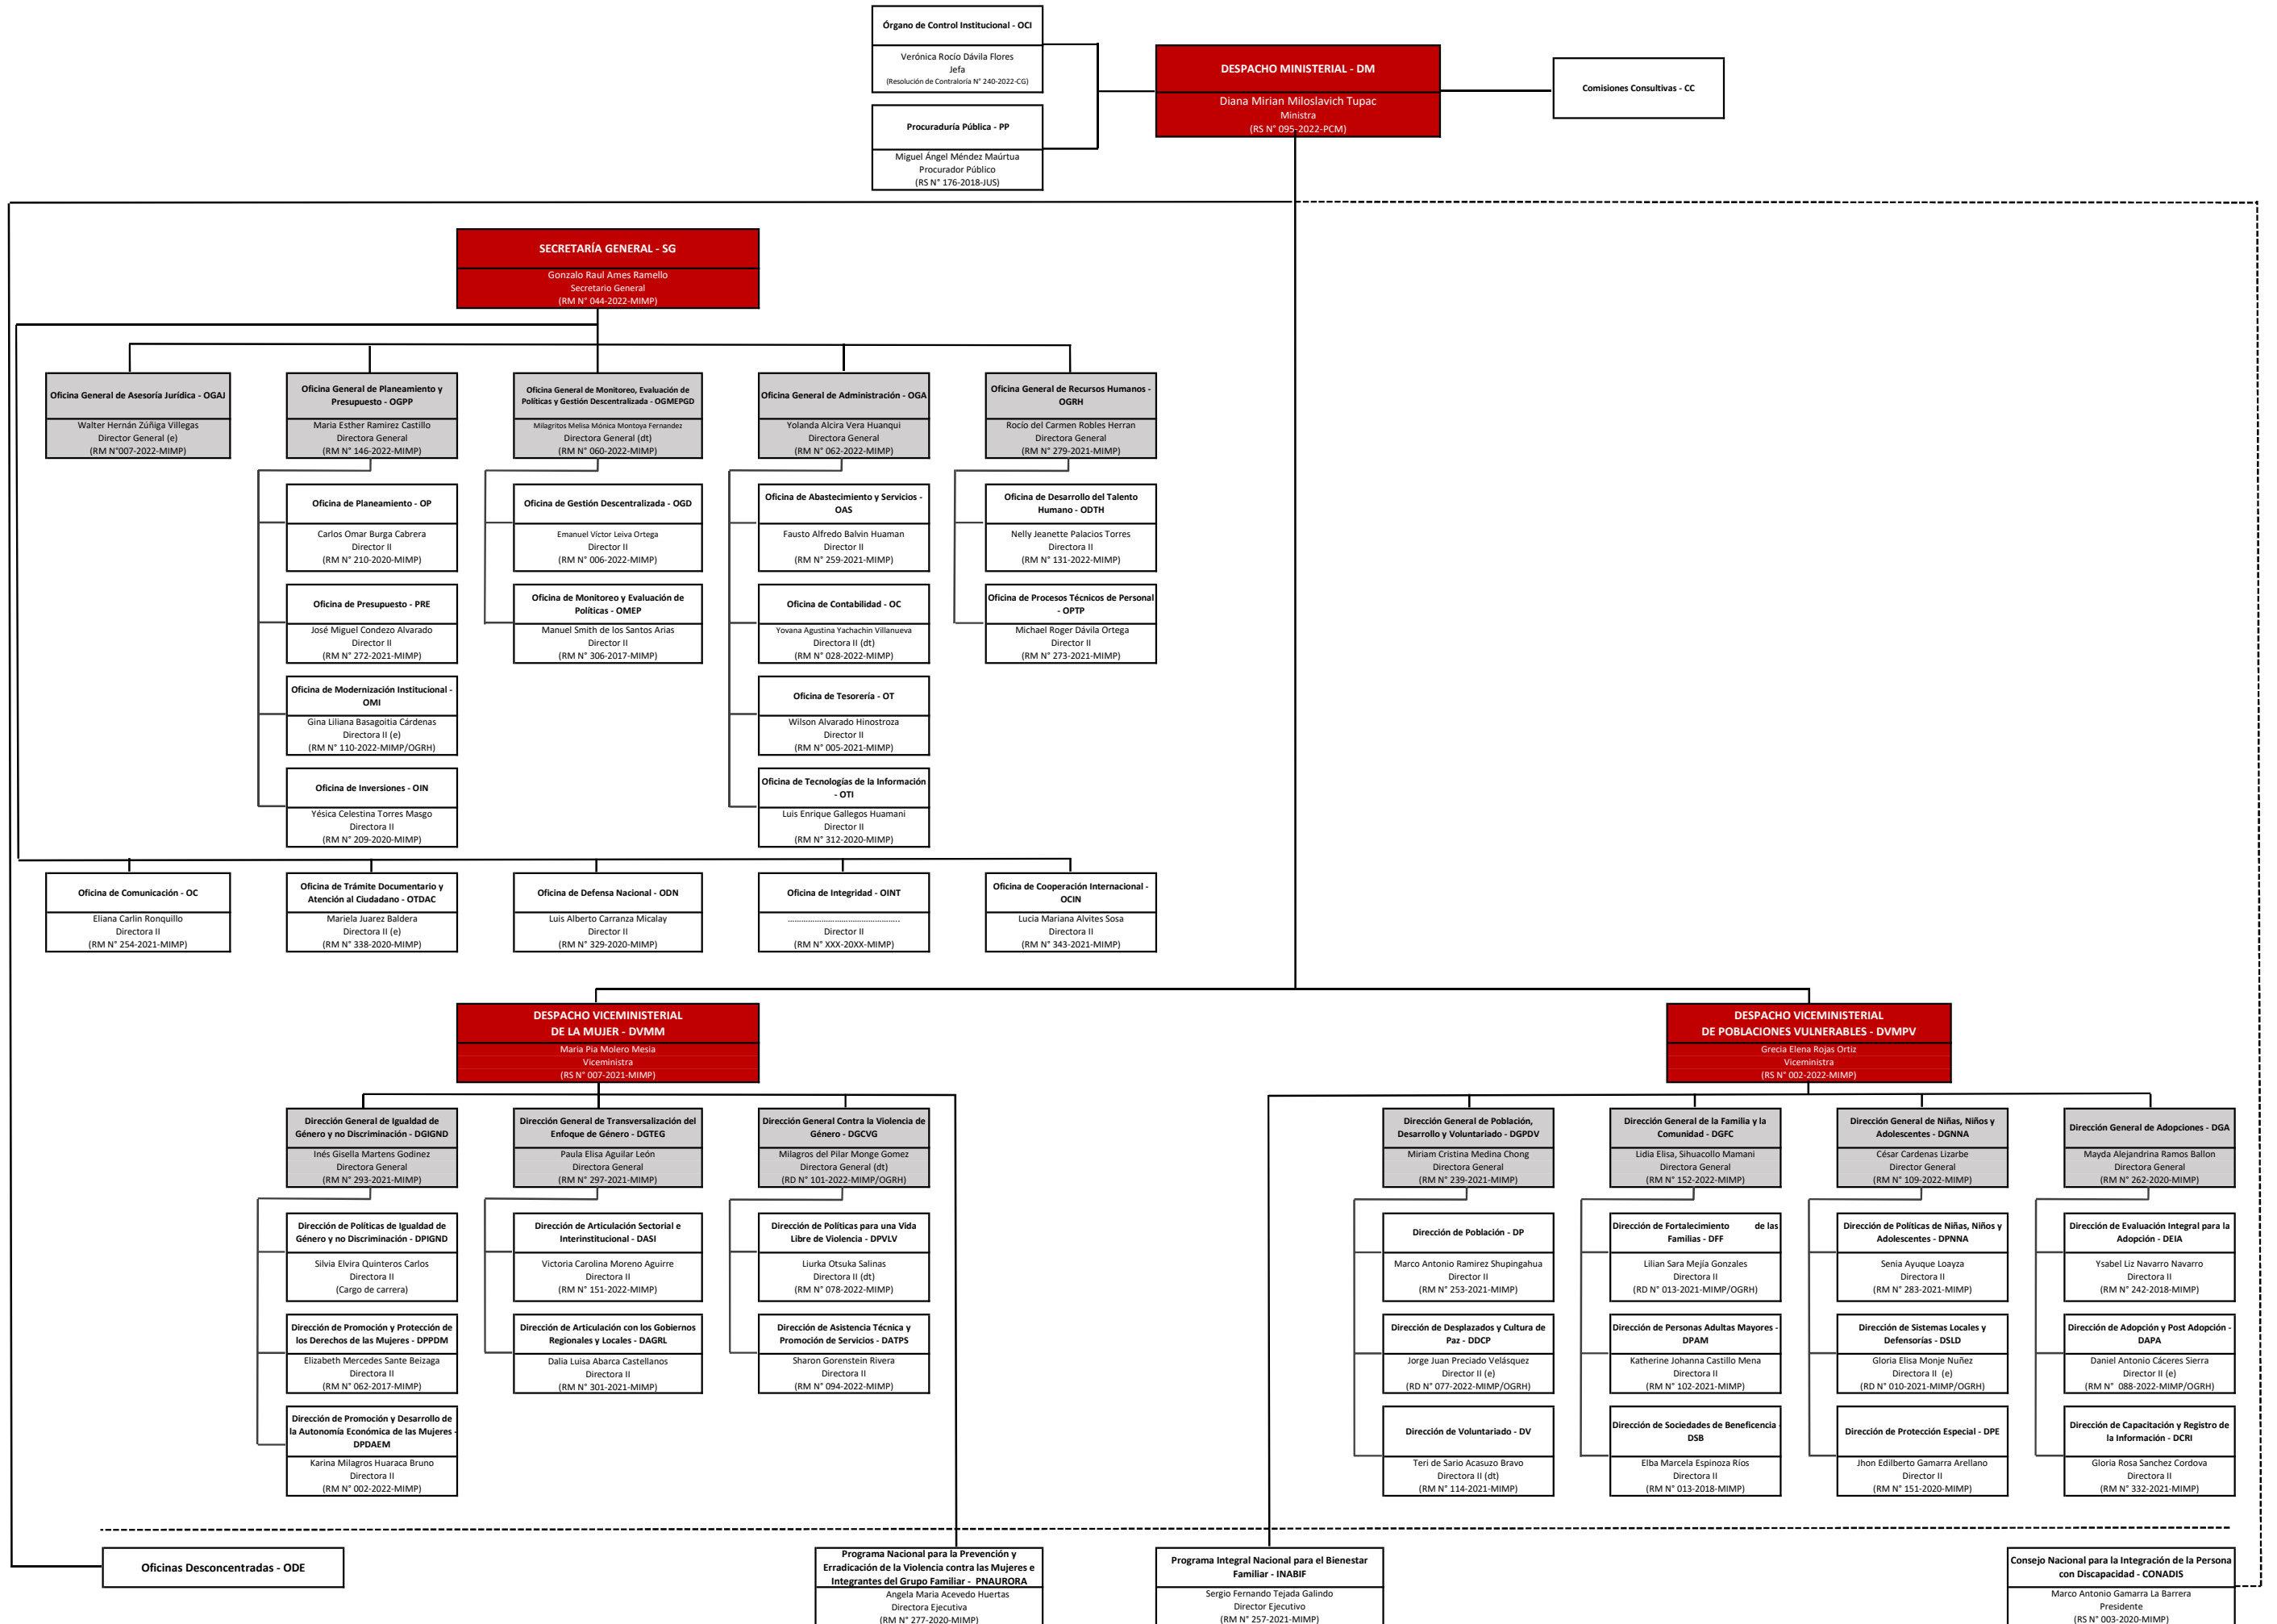 Órgano de Control Institucional - OCI
Verónica Rocío Dávila Flores
Jefa
(Resolución de Contraloría N° 240-2022-CG)
DESPACHO MINISTERIAL - DM
Diana Mirian Miloslavich Tupac
Ministra
(RS N° 095-2022-PCM)
Comisiones Consultivas - CC
Procuraduría Pública - PP
Miguel Ángel Méndez Maúrtua
Procurador Público
(RS N° 176-2018-JUS)
SECRETARÍA GENERAL - SG
Gonzalo Raul Ames Ramello
Secretario General
(RM N° 044-2022-MIMP)
Oficina General de Asesoría Jurídica - OGAJ
Walter Hernán Zúñiga Villegas
Director General (e)
(RM N°007-2022-MIMP)
Oficina General de Planeamiento y
Presupuesto - OGPP
Maria Esther Ramirez Castillo
Directora General
(RM N° 146-2022-MIMP)
Oficina General de Monitoreo, Evaluación de
Políticas y Gestión Descentralizada - OGMEPGD
Milagritos Melisa Mónica Montoya Fernandez
Directora General (dt)
(RM N° 060-2022-MIMP)
Oficina General de Administración - OGA
Yolanda Alcira Vera Huanqui
Directora General
(RM N° 062-2022-MIMP)
Oficina General de Recursos Humanos -
OGRH
Rocío del Carmen Robles Herran
Directora General
(RM N° 279-2021-MIMP)
Oficina de Planeamiento - OP
Carlos Omar Burga Cabrera
Director II
(RM N° 210-2020-MIMP)
Oficina de Gestión Descentralizada - OGD
Emanuel Víctor Leiva Ortega
Director II
(RM N° 006-2022-MIMP)
Oficina de Abastecimiento y Servicios -
OAS
Fausto Alfredo Balvin Huaman
Director II
(RM N° 259-2021-MIMP)
Oficina de Desarrollo del Talento
Humano - ODTH
Nelly Jeanette Palacios Torres
Directora II
(RM N° 131-2022-MIMP)
Oficina de Presupuesto - PRE
José Miguel Condezo Alvarado
Director II
(RM N° 272-2021-MIMP)
Oficina de Monitoreo y Evaluación de
Políticas - OMEP
Manuel Smith de los Santos Arias
Director II
(RM N° 306-2017-MIMP)
Oficina de Contabilidad - OC
Yovana Agustina Yachachin Villanueva
Directora II (dt)
(RM N° 028-2022-MIMP)
Oficina de Procesos Técnicos de Personal
- OPTP
Michael Roger Dávila Ortega
Director II
(RM N° 273-2021-MIMP)
Oficina de Modernización Institucional -
OMI
Gina Liliana Basagoitia Cárdenas
Directora II (e)
(RM N° 110-2022-MIMP/OGRH)
Oficina de Tesorería - OT
Wilson Alvarado Hinostroza
Director II
(RM N° 005-2021-MIMP)
Oficina de Inversiones - OIN
Yésica Celestina Torres Masgo
Directora II
(RM N° 209-2020-MIMP)
Oficina de Tecnologías de la Información
- OTI
Luis Enrique Gallegos Huamani
Director II
(RM N° 312-2020-MIMP)
Oficina de Comunicación - OC
Eliana Carlin Ronquillo
Directora II
(RM N° 254-2021-MIMP)
Oficina de Trámite Documentario y
Atención al Ciudadano - OTDAC
Mariela Juarez Baldera
Directora II (e)
(RM N° 338-2020-MIMP)
Oficina de Defensa Nacional - ODN
Luis Alberto Carranza Micalay
Director II
(RM N° 329-2020-MIMP)
Oficina de Integridad - OINT
................................................
Director II
(RM N° XXX-20XX-MIMP)
Oficina de Cooperación Internacional -
OCIN
Lucia Mariana Alvites Sosa
Directora II
(RM N° 343-2021-MIMP)
DESPACHO VICEMINISTERIAL
DE LA MUJER - DVMM
Maria Pia Molero Mesia
Viceministra
(RS N° 007-2021-MIMP)
DESPACHO VICEMINISTERIAL
DE POBLACIONES VULNERABLES - DVMPV
Grecia Elena Rojas Ortiz
Viceministra
(RS N° 002-2022-MIMP)
Dirección General de Igualdad de
Género y no Discriminación - DGIGND
Inés Gisella Martens Godinez
Directora General
(RM N° 293-2021-MIMP)
Dirección General de Transversalización del
Enfoque de Género - DGTEG
Paula Elisa Aguilar León
Directora General
(RM N° 297-2021-MIMP)
Dirección General Contra la Violencia de
Género - DGCVG
Milagros del Pilar Monge Gomez
Directora General (dt)
(RD N° 101-2022-MIMP/OGRH)
Dirección General de Población,
Desarrollo y Voluntariado - DGPDV
Miriam Cristina Medina Chong
Directora General
(RM N° 239-2021-MIMP)
Dirección General de la Familia y la
Comunidad - DGFC
Lidia Elisa, Sihuacollo Mamani
Directora General
(RM N° 152-2022-MIMP)
Dirección General de Niñas, Niños y
Adolescentes - DGNNA
César Cardenas Lizarbe
Director General
(RM N° 109-2022-MIMP)
Dirección General de Adopciones - DGA
Mayda Alejandrina Ramos Ballon
Directora General
(RM N° 262-2020-MIMP)
Dirección de Políticas de Igualdad de
Género y no Discriminación - DPIGND
Silvia Elvira Quinteros Carlos
Directora II
(Cargo de carrera)
Dirección de Articulación Sectorial e
Interinstitucional - DASI
Victoria Carolina Moreno Aguirre
Directora II
(RM N° 151-2022-MIMP)
Dirección de Políticas para una Vida
Libre de Violencia - DPVLV
Liurka Otsuka Salinas
Directora II (dt)
(RM N° 078-2022-MIMP)
Dirección de Población - DP
Marco Antonio Ramirez Shupingahua
Director II
(RM N° 253-2021-MIMP)
Dirección de Fortalecimiento de las
Familias - DFF
Lilian Sara Mejía Gonzales
Directora II
(RD N° 013-2021-MIMP/OGRH)
Dirección de Políticas de Niñas, Niños y
Adolescentes - DPNNA
Senia Ayuque Loayza
Directora II
(RM N° 283-2021-MIMP)
Dirección de Evaluación Integral para la
Adopción - DEIA
Ysabel Liz Navarro Navarro
Directora II
(RM N° 242-2018-MIMP)
Dirección de Promoción y Protección de
los Derechos de las Mujeres - DPPDM
Elizabeth Mercedes Sante Beizaga
Directora II
(RM N° 062-2017-MIMP)
Dirección de Articulación con los Gobiernos
Regionales y Locales - DAGRL
Dalia Luisa Abarca Castellanos
Directora II
(RM N° 301-2021-MIMP)
Dirección de Asistencia Técnica y
Promoción de Servicios - DATPS
Sharon Gorenstein Rivera
Directora II
(RM N° 094-2022-MIMP)
Dirección de Desplazados y Cultura de
Paz - DDCP
Jorge Juan Preciado Velásquez
Director II (e)
(RD N° 077-2022-MIMP/OGRH)
Dirección de Personas Adultas Mayores -
DPAM
Katherine Johanna Castillo Mena
Directora II
(RM N° 102-2021-MIMP)
Dirección de Sistemas Locales y
Defensorías - DSLD
Gloria Elisa Monje Nuñez
Directora II (e)
(RD N° 010-2021-MIMP/OGRH)
Dirección de Adopción y Post Adopción -
DAPA
Daniel Antonio Cáceres Sierra
Director II (e)
(RM N° 088-2022-MIMP/OGRH)
Dirección de Promoción y Desarrollo de
la Autonomía Económica de las Mujeres -
DPDAEM
Karina Milagros Huaraca Bruno
Directora II
(RM N° 002-2022-MIMP)
Dirección de Voluntariado - DV
Teri de Sario Acasuzo Bravo
Directora II (dt)
(RM N° 114-2021-MIMP)
Dirección de Sociedades de Beneficencia -
DSB
Elba Marcela Espinoza Ríos
Directora II
(RM N° 013-2018-MIMP)
Dirección de Protección Especial - DPE
Jhon Edilberto Gamarra Arellano
Director II
(RM N° 151-2020-MIMP)
Dirección de Capacitación y Registro de
la Información - DCRI
Gloria Rosa Sanchez Cordova
Directora II
(RM N° 332-2021-MIMP)
Oficinas Desconcentradas - ODE
Programa Nacional para la Prevención y
Erradicación de la Violencia contra las Mujeres e
Integrantes del Grupo Familiar - PNAURORA
Angela Maria Acevedo Huertas
Directora Ejecutiva
(RM N° 277-2020-MIMP)
Programa Integral Nacional para el Bienestar
Familiar - INABIF
Sergio Fernando Tejada Galindo
Director Ejecutivo
(RM N° 257-2021-MIMP)
Consejo Nacional para la Integración de la Persona
con Discapacidad - CONADIS
Marco Antonio Gamarra La Barrera
Presidente
(RS N° 003-2020-MIMP)